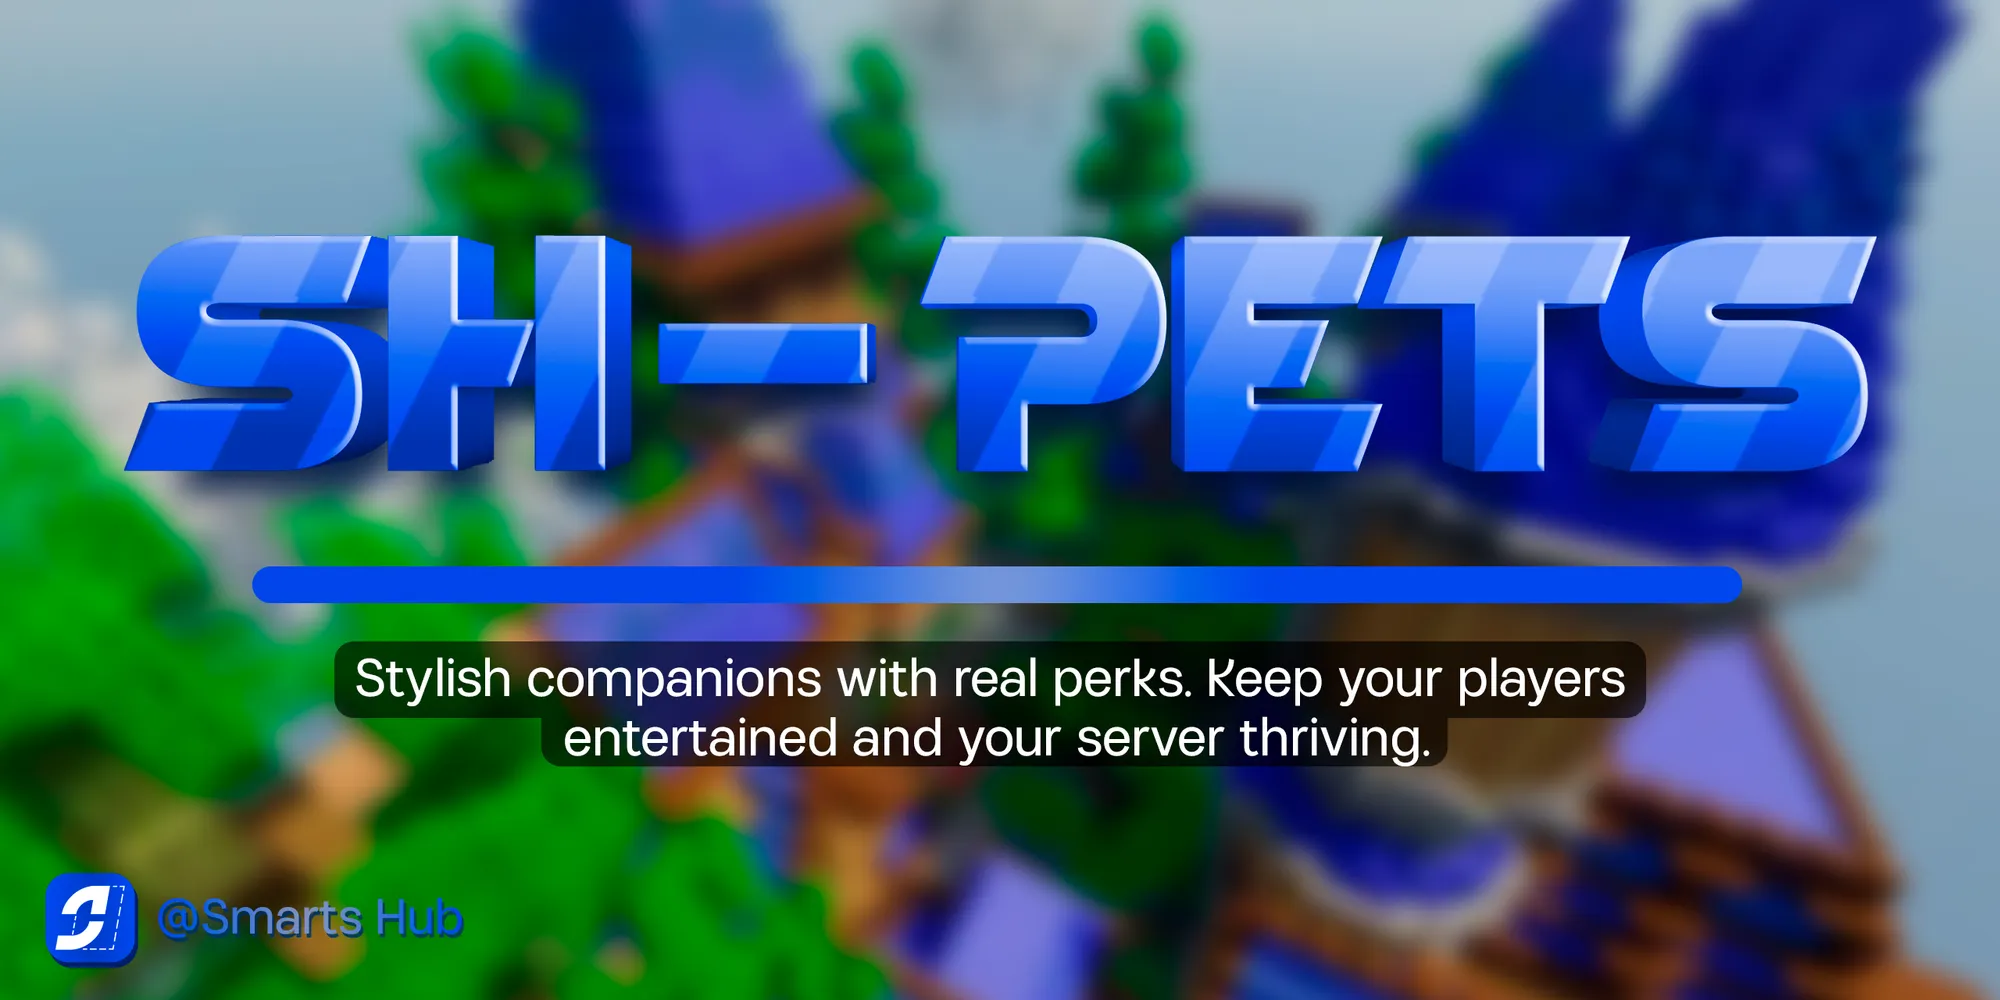 SH - PETS
Stylish companions with real perks. Keep your players
entertained and your server thriving.
@Smarts Hub